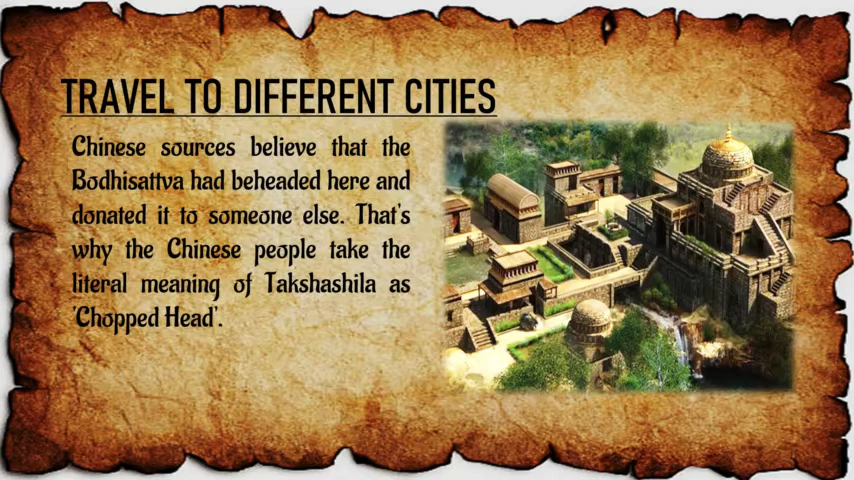 TRAVEL TO DIFFERENT CITIES
Chinese sources believe that the
Bodhisattva had beheaded here and
donated it to someone else. That's
why the Chinese people take the
literal meaning of Takshashila as
'Chopped Head'.